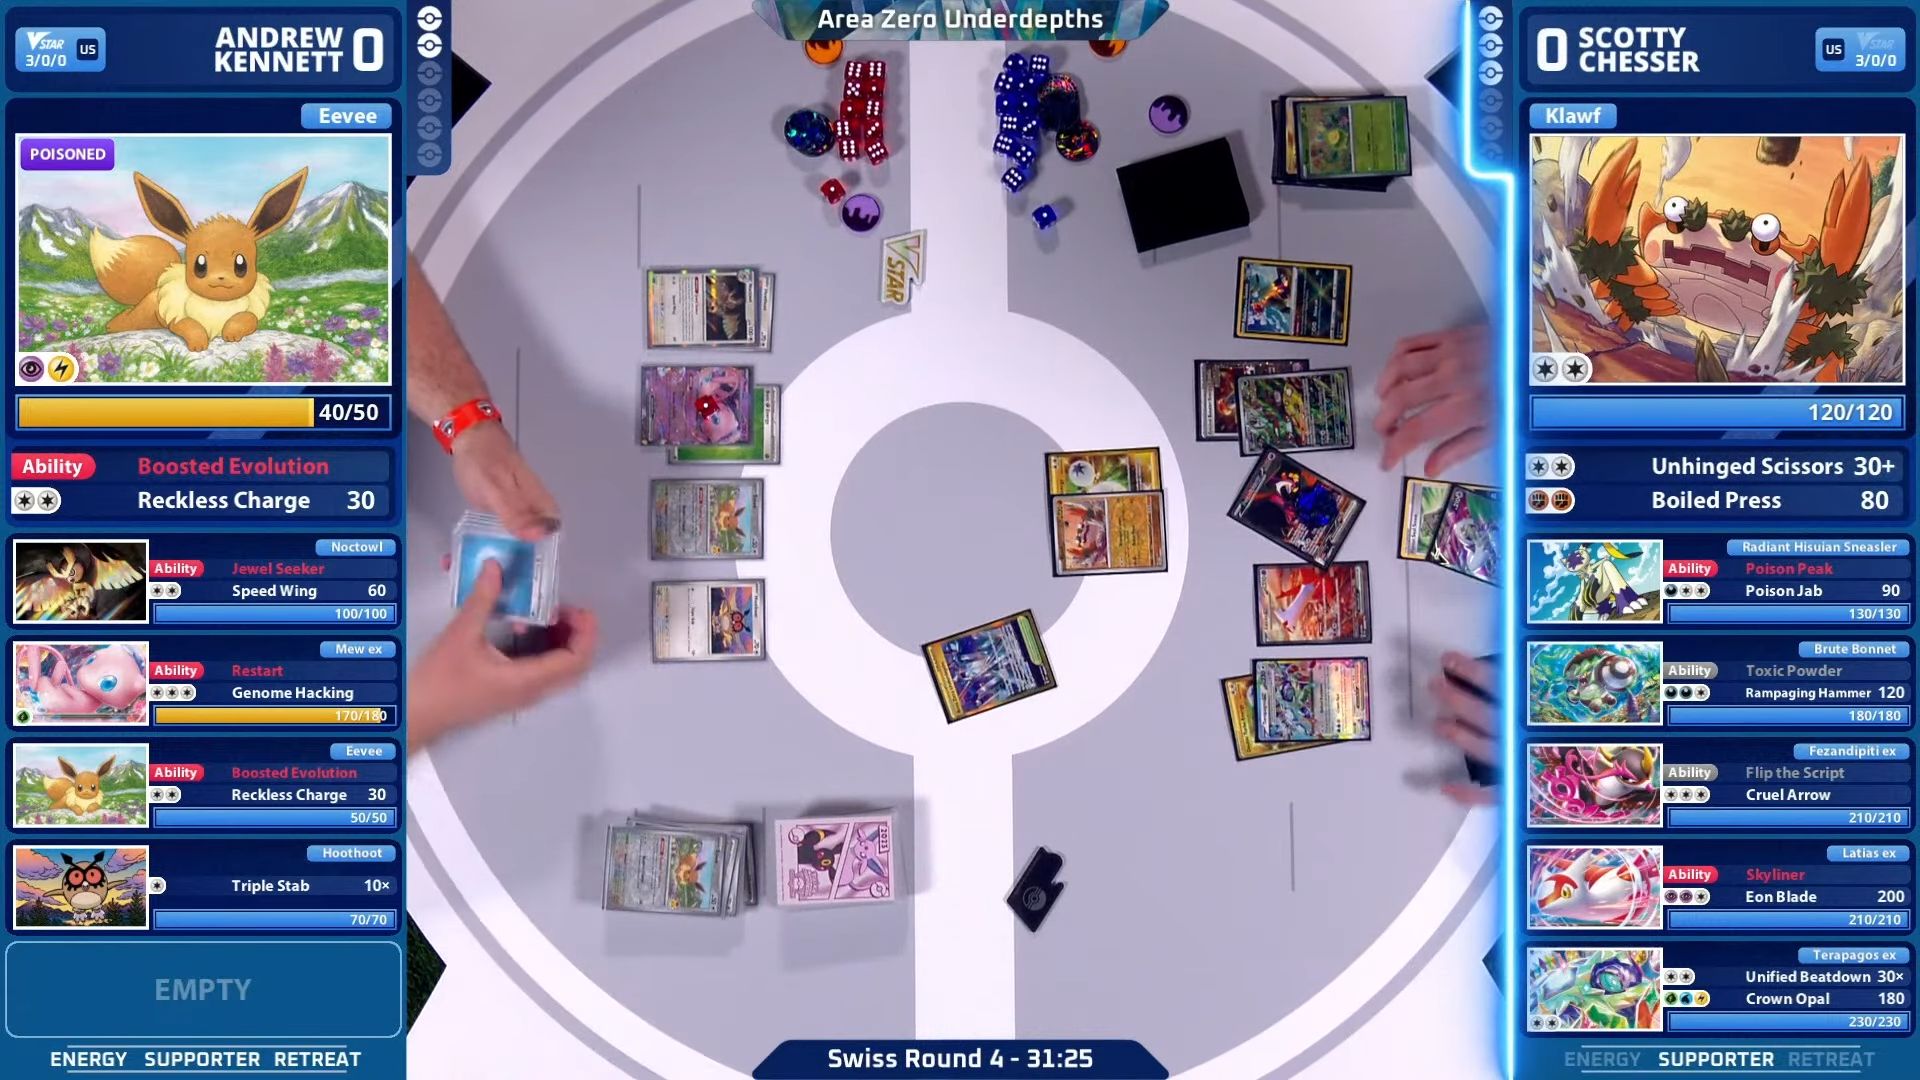 Area Zero Underdepths
VSTAR
3/0/0
US
ANDREW
KENNETT
0
Eevee
POISONED
40/50
Ability
Boosted Evolution
Reckless Charge 30
Noctowl
Ability Jewel Seeker
Speed Wing 60
100/100
Mew ex
Ability Restart
Genome Hacking
170/180
Eevee
Ability Boosted Evolution
Reckless Charge 30
50/50
Hoothoot
Triple Stab 10×
70/70
EMPTY
ENERGY SUPPORTER RETREAT
VSTAR
2023
Swiss Round 4 - 31:25
0
SCOTTY
CHESSER
US
VSTAR
3/0/0
Klawf
120/120
Unhinged Scissors 30+
Boiled Press 80
Radiant Hisuian Sneasler
Ability Poison Peak
Poison Jab 90
130/130
Brute Bonnet
Ability Toxic Powder
Rampaging Hammer 120
180/180
Fezandipiti ex
Ability Flip the Script
Cruel Arrow
210/210
Latias ex
Ability Skyliner
Eon Blade 200
210/210
Terapagos ex
Unified Beatdown 30×
Crown Opal 180
230/230
ENERGY SUPPORTER RETREAT